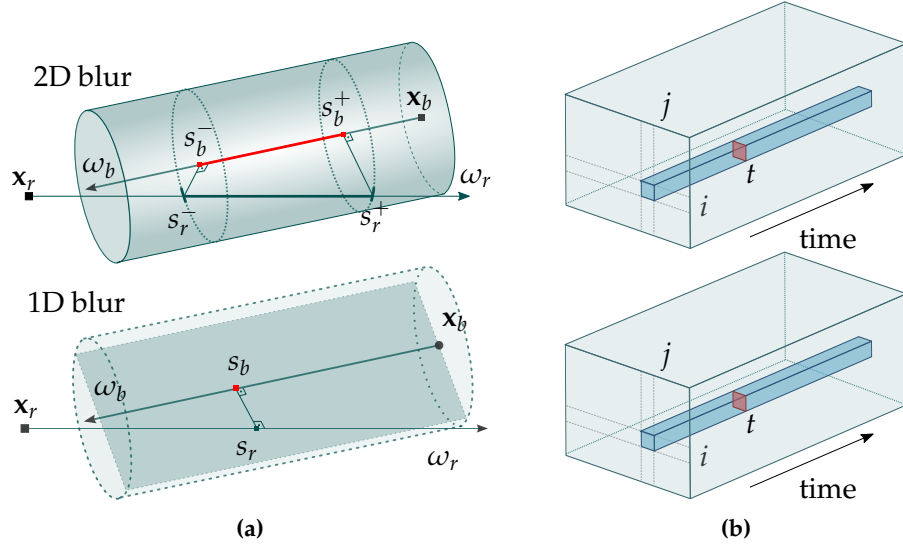 2D blur
x_b
s_b^+
s_b^-
ω_b
x_r
ω_r
s_r^-
s_r^+
1D blur
x_b
s_b
ω_b
x_r
s_r
ω_r
(a)
j
t
i
time
j
t
i
time
(b)